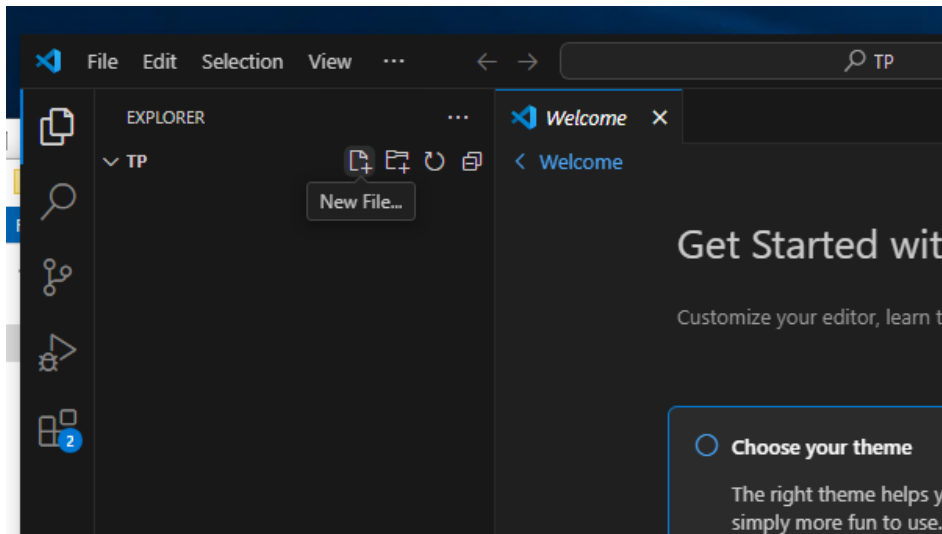 File Edit Selection View ··· ← → TP
EXPLORER ···
Welcome ×
TP
Welcome
New File...
Get Started wit
Customize your editor, learn t
2
Choose your theme
The right theme helps y
simply more fun to use.